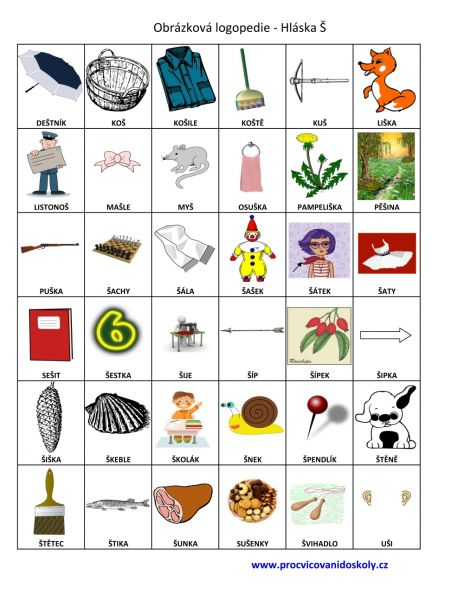 Obrázková logopedie - Hláska Š
DEŠTNÍK KOŠ KOŠILE KOŠTĚ KUŠ LIŠKA
LISTONOŠ MAŠLE MYŠ OSUŠKA PAMPELIŠKA PĚŠINA
PUŠKA ŠACHY ŠÁLA ŠAŠEK ŠÁTEK ŠATY
6
Rosehips
SEŠIT ŠESTKA ŠIJE ŠÍP ŠÍPEK ŠIPKA
ŠIŠKA ŠKEBLE ŠKOLÁK ŠNEK ŠPENDLÍK ŠTĚNĚ
ŠTĚTEC ŠTIKA ŠUNKA SUŠENKY ŠVIHADLO UŠI
www.procvicovanidoskoly.cz